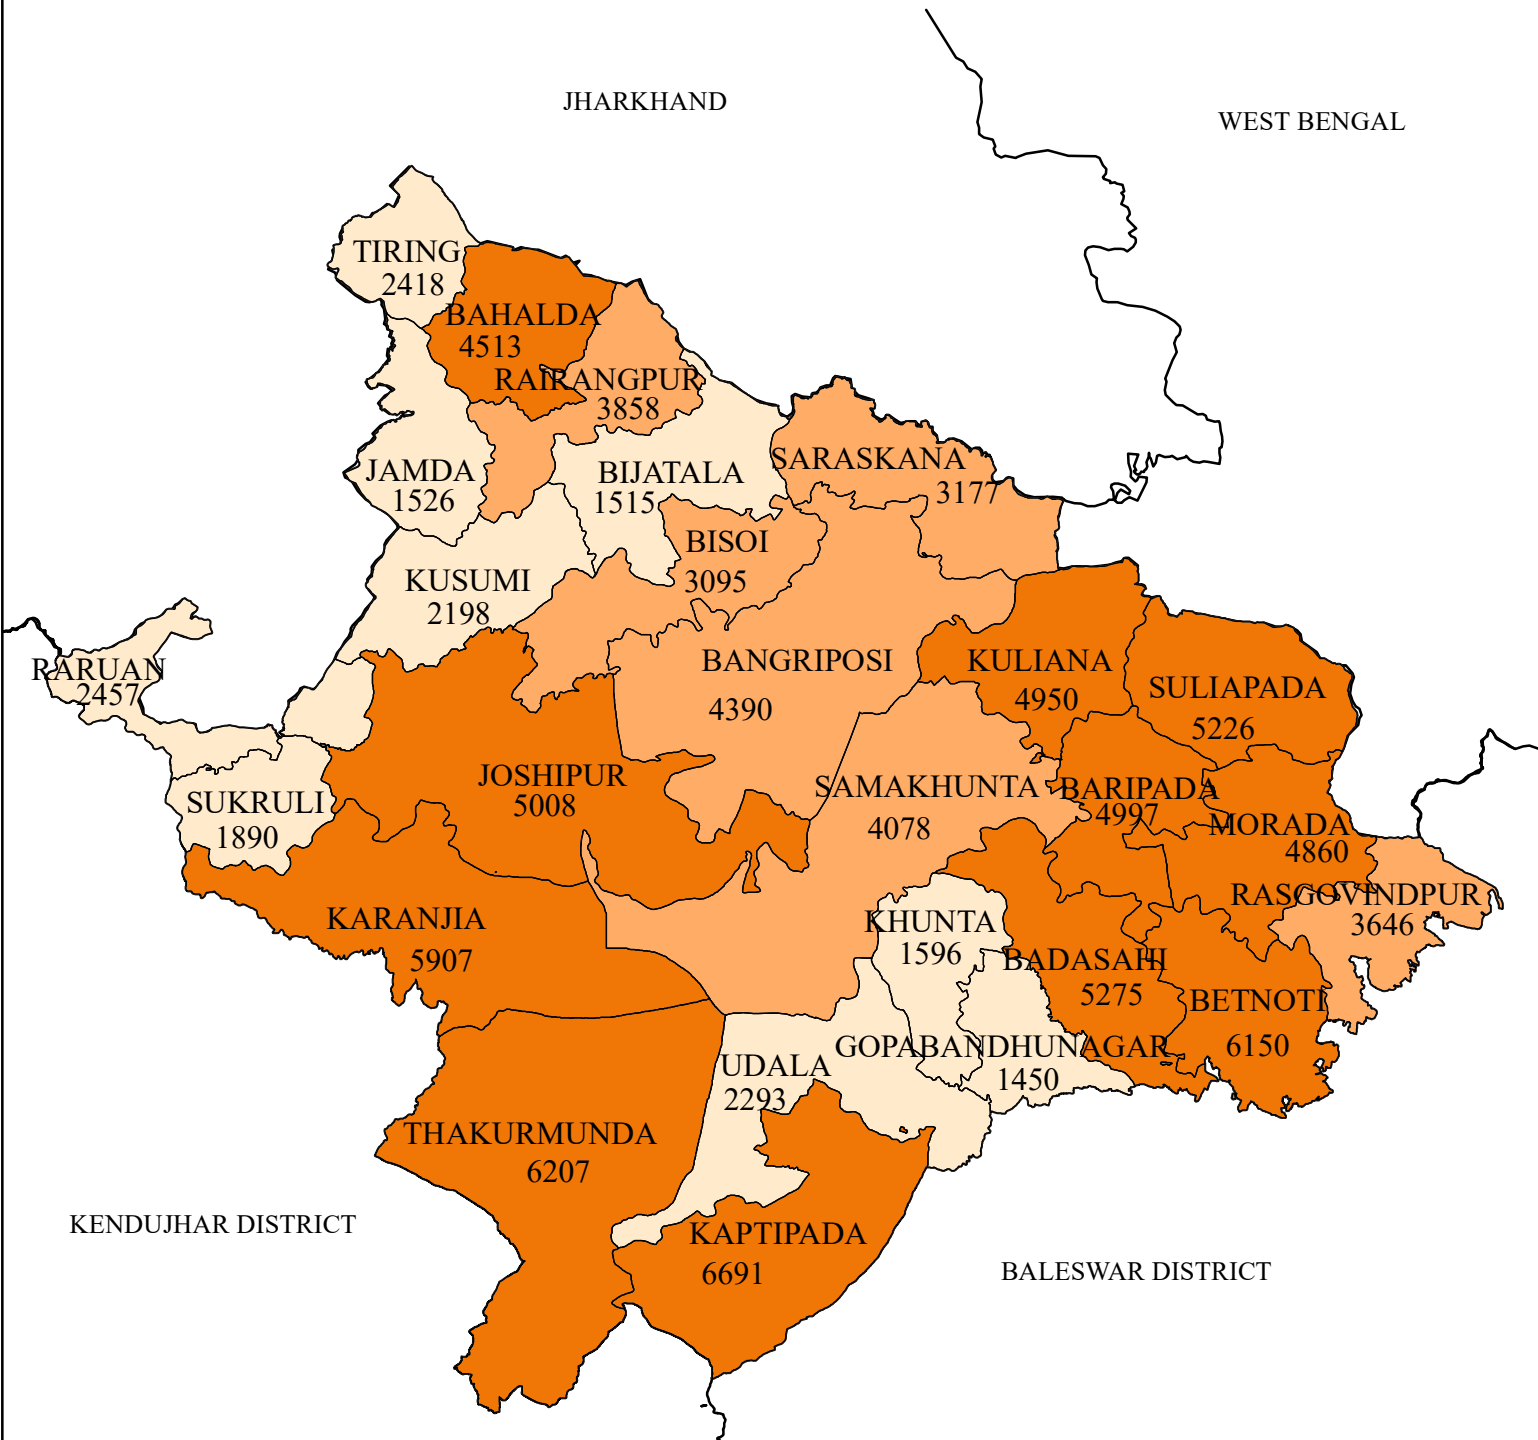 JHARKHAND
WEST BENGAL
TIRING
2418
BAHALDA
4513
RAIRANGPUR
3858
JAMDA
1526
BIJATALA
1515
SARASKANA
3177
BISOI
3095
KUSUMI
2198
RARUAN
2457
BANGRIPOSI
4390
KULIANA
4950
SULIAPADA
5226
JOSHIPUR
5008
SUKRULI
1890
SAMAKHUNTA
4078
BARIPADA
4997
MORADA
4860
RASGOVINDPUR
3646
KARANJIA
5907
KHUNTA
1596
BADASAHI
5275
BETNOTI
6150
GOPABANDHUNAGAR
1450
UDALA
2293
THAKURMUNDA
6207
KAPTIPADA
6691
KENDUJHAR DISTRICT
BALESWAR DISTRICT